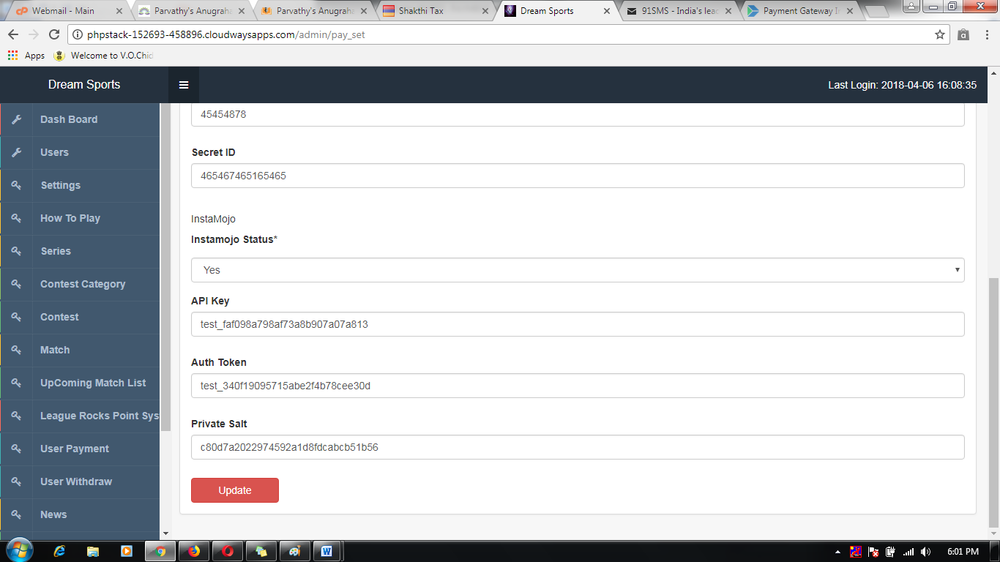 Webmail - Main
Parvathy's Anugraha
Parvathy's Anugraha
Shakthi Tax
Dream Sports
91SMS - India's lea
Payment Gateway I
phpstack-152693-458896.cloudwaysapps.com/admin/pay_set
Apps
Welcome to V.O.Chid
Dream Sports
Last Login: 2018-04-06 16:08:35
Dash Board
Users
Settings
How To Play
Series
Contest Category
Contest
Match
UpComing Match List
League Rocks Point Sys
User Payment
User Withdraw
News
45454878
Secret ID
465467465165465
InstaMojo
Instamojo Status*
Yes
API Key
test_faf098a798af73a8b907a07a813
Auth Token
test_340f19095715abe2f4b78cee30d
Private Salt
c80d7a2022974592a1d8fdcabcb51b56
Update
6:01 PM